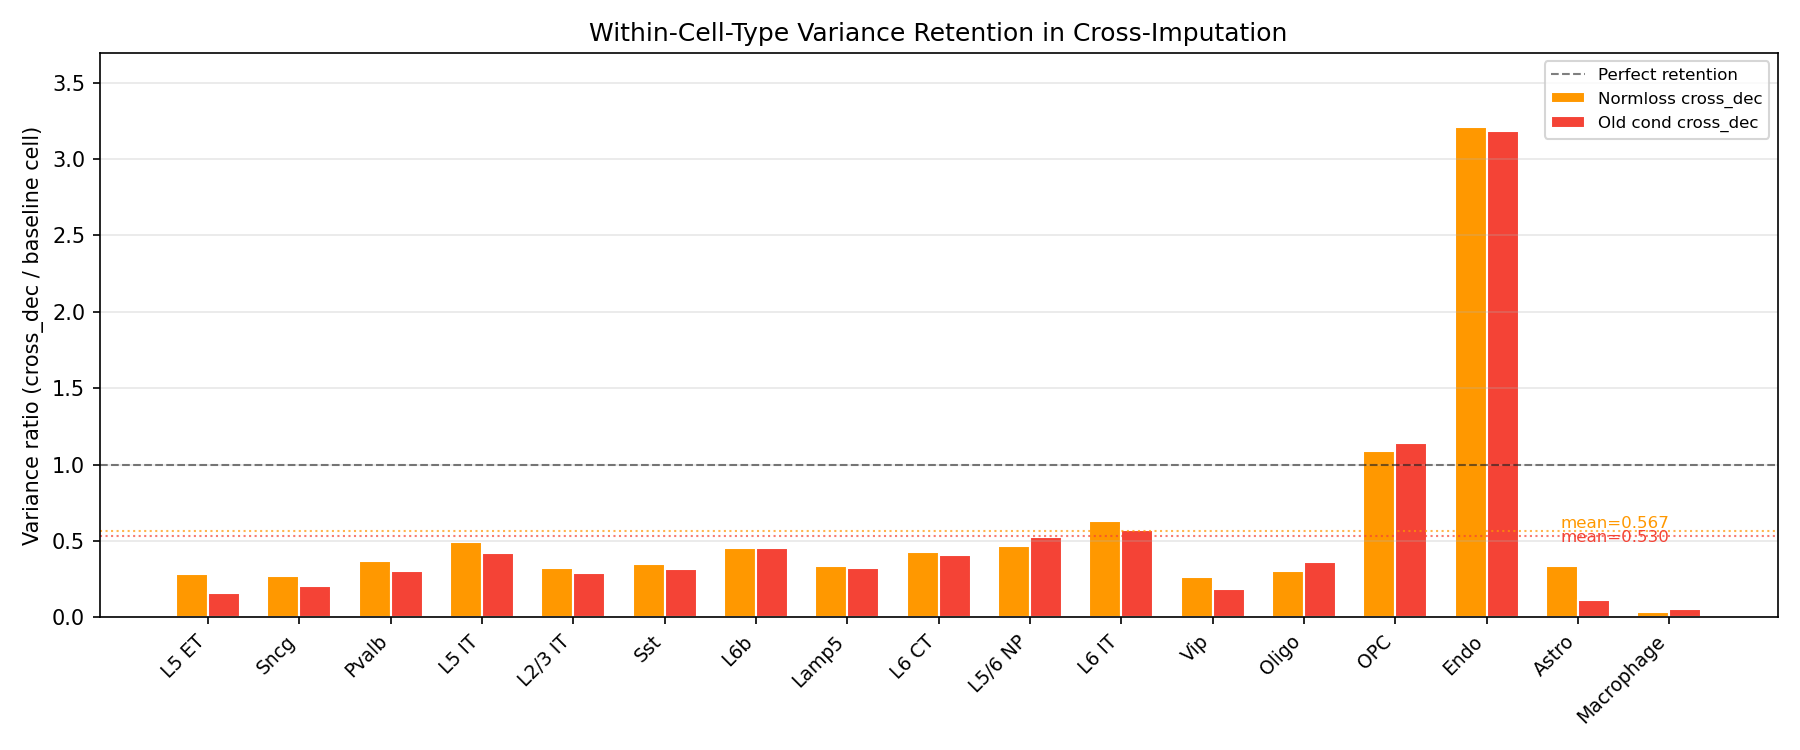 Within-Cell-Type Variance Retention in Cross-Imputation
Variance ratio (cross_dec / baseline cell)
3.5
3.0
2.5
2.0
1.5
1.0
0.5
0.0
Perfect retention
Normloss cross_dec
Old cond cross_dec
mean=0.567
mean=0.530
L5 ET
Sncg
Pvalb
L5 IT
L2/3 IT
Sst
L6b
Lamp5
L6 CT
L5/6 NP
L6 IT
Vip
Oligo
OPC
Endo
Astro
Macrophage